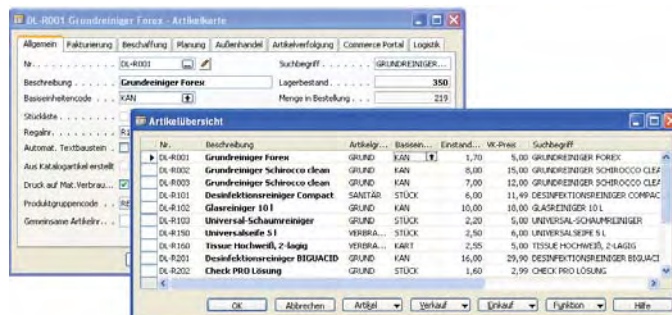 DL-R001 Grundreiniger Forex - Artikelkarte
Allgemein Fakturierung Beschaffung Planung Außenhandel Artikelverfolgung Commerce Portal Logistik
Nr. DL-R001 Suchbegriff GRUNDREINIGER...
Beschreibung Grundreiniger Forex Lagerbestand 350
Basiseinheitencode KAN Menge in Bestellung 219
Stückliste
Regalnr.
Automat. Textbaustein
Aus Katalogartikel erstellt
Druck auf Mat.Verbrau...
Produktgruppencode
Gemeinsame Artikelnr.
Artikelübersicht
Nr. Beschreibung Artikelgr... Basisein... Einstand... VK-Preis Suchbegriff
DL-R001 Grundreiniger Forex GRUND KAN 1,70 5,00 GRUNDREINIGER FOREX
DL-R002 Grundreiniger Schirocco clean GRUND KAN 8,00 15,00 GRUNDREINIGER SCHIROCCO CLEA
DL-R003 Grundreiniger Schirocco clean GRUND KAN 7,00 12,00 GRUNDREINIGER SCHIROCCO CLEA
DL-R101 Desinfektionsreiniger Compact SANITÄR STÜCK 6,00 11,49 DESINFEKTIONSREINIGER COMPAC
DL-R102 Glasreiniger 10 l GRUND KAN 10,00 18,00 GLASREINIGER 10 L
DL-R103 Universal-Schaumreiniger GRUND STÜCK 2,20 5,00 UNIVERSAL-SCHAUMREINIGER
DL-R150 Universalseife 5 l VERBRA... STÜCK 2,50 6,00 UNIVERSALSEIFE 5 L
DL-R160 Tissue Hochweiß, 2-lagig VERBRA... KART 2,55 5,00 TISSUE HOCHWEIß, 2-LAGIG
DL-R201 Desinfektionsreiniger BIGUACID GRUND KAN 16,00 29,90 DESINFEKTIONSREINIGER BIGUACI
DL-R202 Check PRO Lösung GRUND STÜCK 1,60 2,99 CHECK PRO LÖSUNG
OK Abbrechen Artikel Verkauf Einkauf Funktion Hilfe